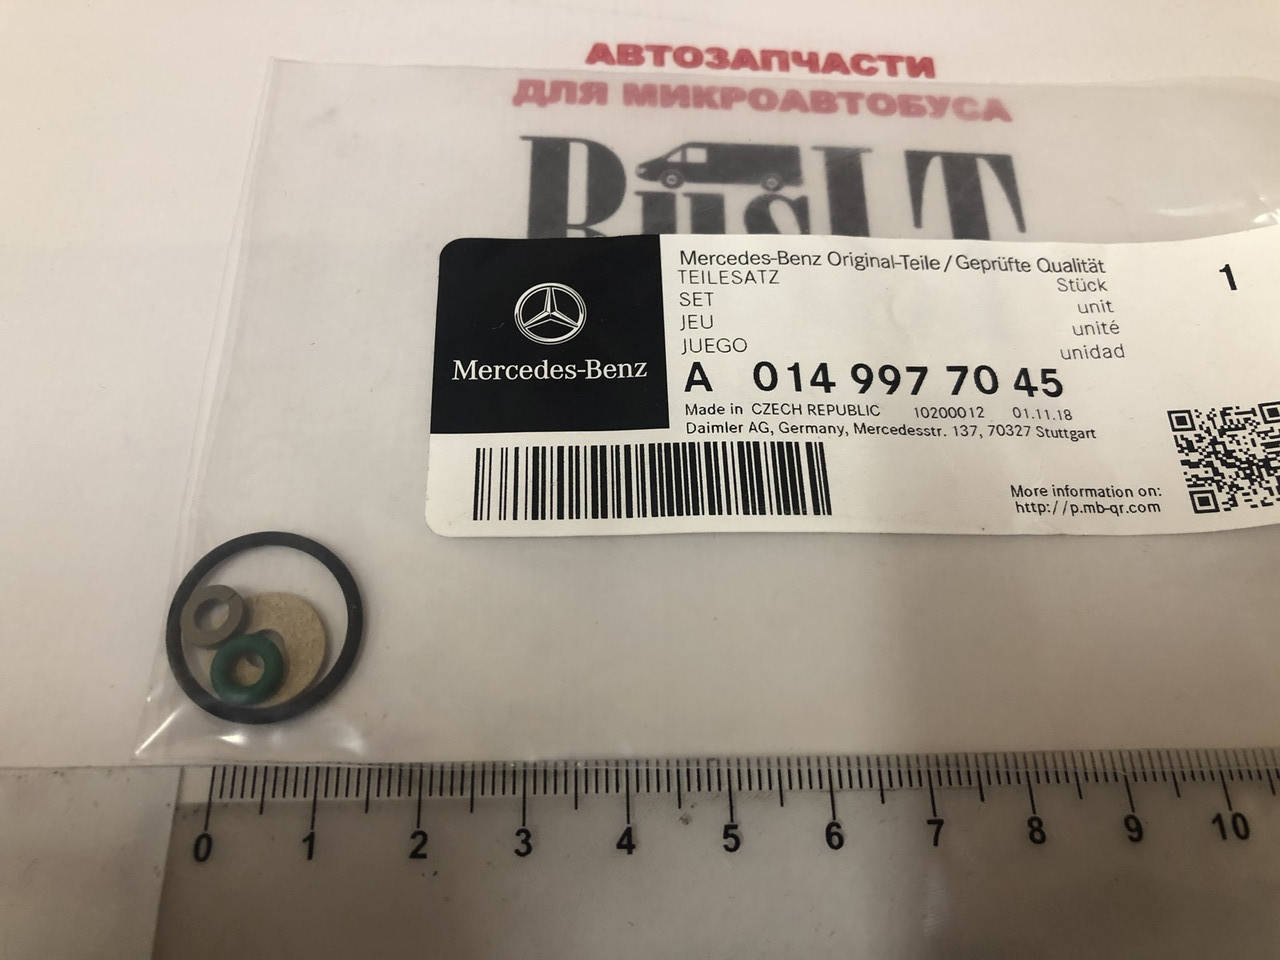 АВТОЗАПЧАСТИ
ДЛЯ МИКРОАВТОБУСА
BusLT
Mercedes-Benz
Mercedes-Benz Original-Teile / Geprüfte Qualität
TEILESATZ Stück 1
SET unit
JEU unité
JUEGO unidad
A 014 997 70 45
Made in CZECH REPUBLIC 10200012 01.11.18
Daimler AG, Germany, Mercedesstr. 137, 70327 Stuttgart
More information on:
http://p.mb-qr.com
0 1 2 3 4 5 6 7 8 9 10